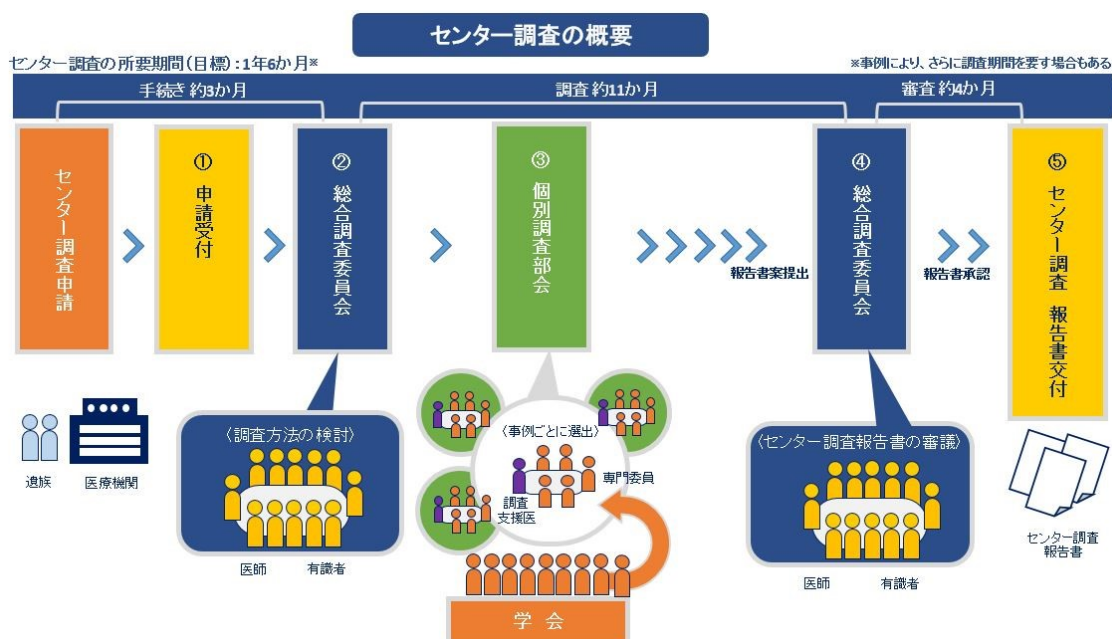 センター調査の概要
センター調査の所要期間(目標):1年6か月※
※事例により、さらに調査期間を要す場合もある
手続き 約3か月
調査 約11か月
審査 約4か月
センター調査申請
① 申請受付
② 総合調査委員会
③ 個別調査部会
④ 総合調査委員会
⑤ センター調査 報告書交付
報告書案提出
報告書承認
遺族
医療機関
〈調査方法の検討〉
医師
有識者
〈事例ごとに選出〉
専門委員
調査
支援医
学 会
〈センター調査報告書の審議〉
医師
有識者
センター調査
報告書